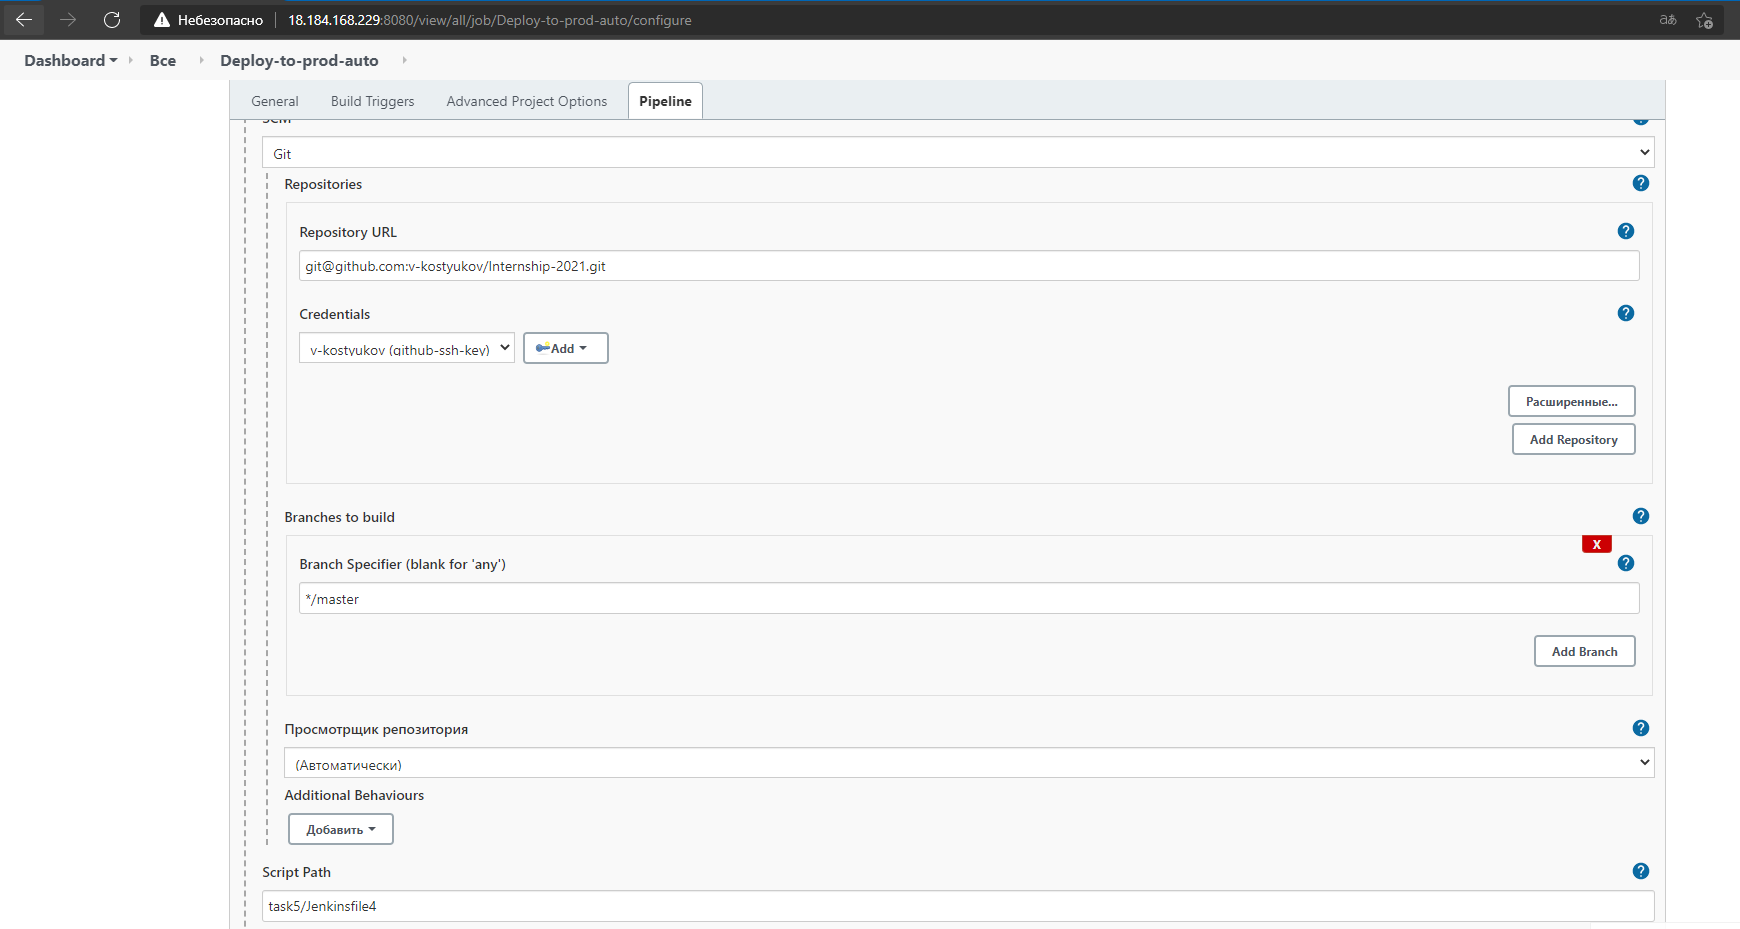 Небезопасно 18.184.168.229:8080/view/all/job/Deploy-to-prod-auto/configure aあ
Dashboard Все Deploy-to-prod-auto
General Build Triggers Advanced Project Options Pipeline
SCM
Git
Repositories
Repository URL
git@github.com:v-kostyukov/Internship-2021.git
Credentials
v-kostyukov (github-ssh-key) Add
Расширенные...
Add Repository
Branches to build
X
Branch Specifier (blank for 'any')
*/master
Add Branch
Просмотрщик репозитория
(Автоматически)
Additional Behaviours
Добавить
Script Path
task5/Jenkinsfile4